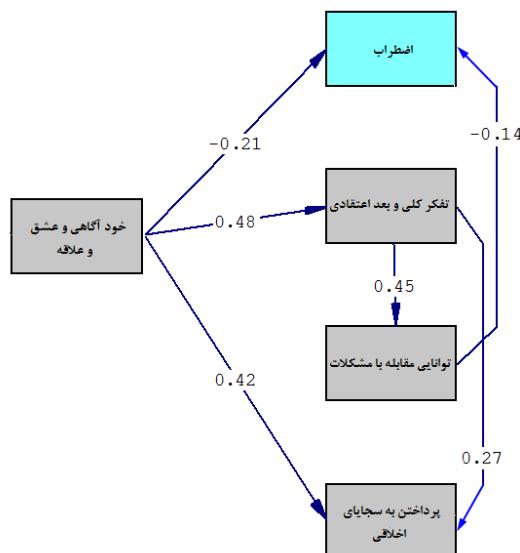 اضطراب
-0.21
-0.14
تفکر کلی و بعد اعتقادی
خود آگاهی و عشق
و علاقه
0.48
0.45
توانایی مقابله با مشکلات
0.42
0.27
پرداختن به سجایای
اخلاقی